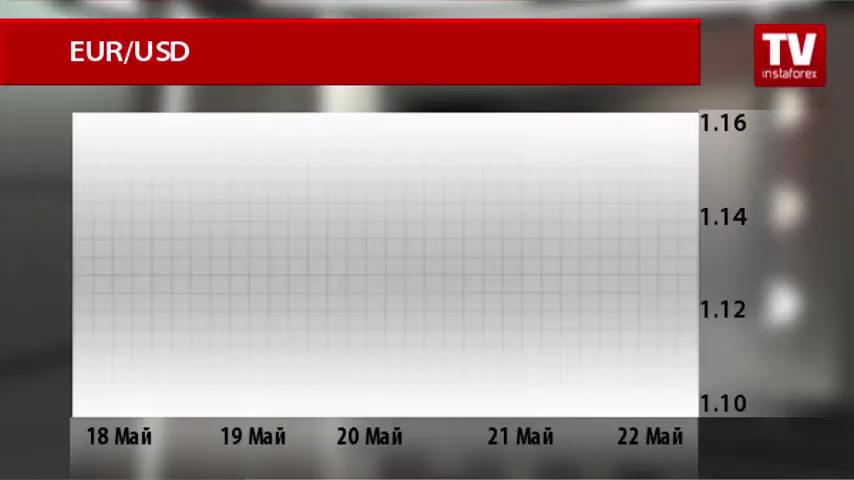 EUR/USD
TV
instaforex
1.16
1.14
1.12
1.10
18 Май
19 Май
20 Май
21 Май
22 Май